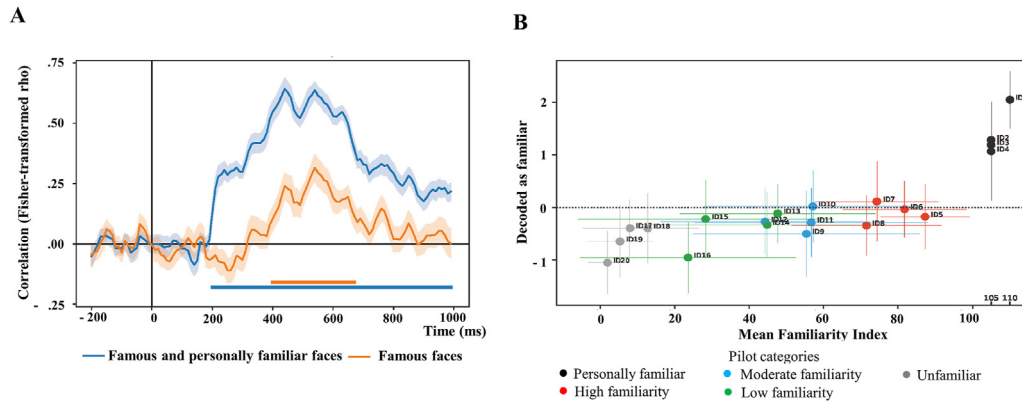 A
B
Correlation (Fisher-transformed rho)
.75
.50
.25
.00
.25
-
- 200
0
200
400
600
800
1000
Time (ms)
Famous and personally familiar faces
Famous faces
Decoded as familiar
2
1
0
- 1
ID2
ID3
ID4
ID7
ID6
ID5
ID8
ID10
ID11
ID9
ID12
ID13
ID14
ID15
ID16
ID17
ID18
ID19
ID20
0
20
40
60
80
100
105 110
Mean Familiarity Index
Pilot categories
Personally familiar
Moderate familiarity
Unfamiliar
High familiarity
Low familiarity